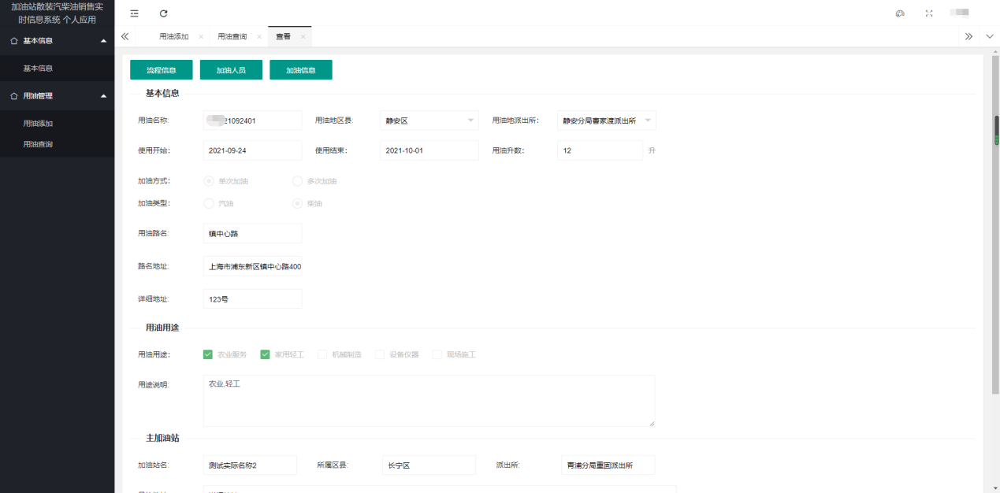 加油站散装汽柴油销售实
时信息系统 个人应用
基本信息
基本信息
用油管理
用油添加
用油查询
用油添加 用油查询 查看
流程信息 加油人员 加油信息
基本信息
用油名称: 21092401 用油地区县: 静安区 用油地派出所: 静安分局曹家渡派出所
使用开始: 2021-09-24 使用结束: 2021-10-01 用油升数: 12 升
加油方式: 单次加油 多次加油
加油类型: 汽油 柴油
用油路名: 镇中心路
路名地址: 上海市浦东新区镇中心路400
详细地址: 123号
用油用途
用油用途: 农业服务 家用轻工 机械制造 设备仪器 现场施工
用途说明: 农业,轻工
主加油站
加油站名: 测试实际名称2 所属区县: 长宁区 派出所: 青浦分局重固派出所